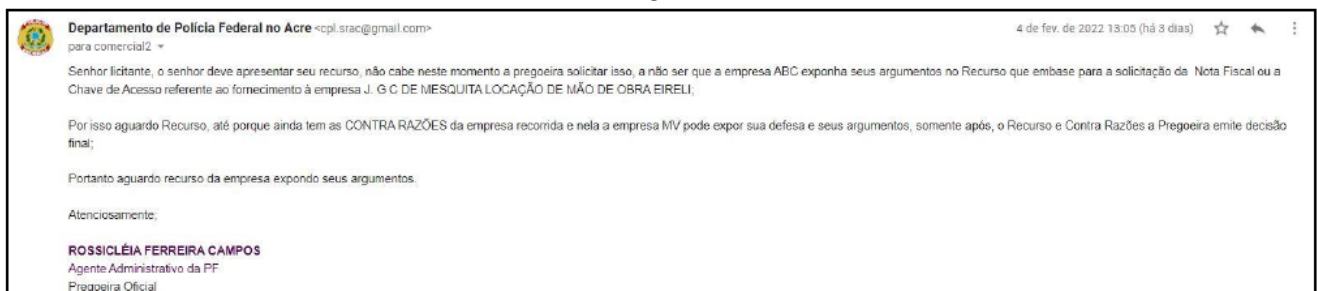 Departamento de Polícia Federal no Acre <cpl.srac@gmail.com> 4 de fev. de 2022 13:05 (há 3 dias)
para comercial2
Senhor licitante, o senhor deve apresentar seu recurso, não cabe neste momento a pregoeira solicitar isso, a não ser que a empresa ABC exponha seus argumentos no Recurso que embase para a solicitação da Nota Fiscal ou a
Chave de Acesso referente ao fornecimento à empresa J. G C DE MESQUITA LOCAÇÃO DE MÃO DE OBRA EIRELI;
Por isso aguardo Recurso, até porque ainda tem as CONTRA RAZÕES da empresa recorrida e nela a empresa MV pode expor sua defesa e seus argumentos, somente após, o Recurso e Contra Razões a Pregoeira emite decisão
final;
Portanto aguardo recurso da empresa expondo seus argumentos.
Atenciosamente;
ROSSICLÉIA FERREIRA CAMPOS
Agente Administrativo da PF
Pregoeira Oficial